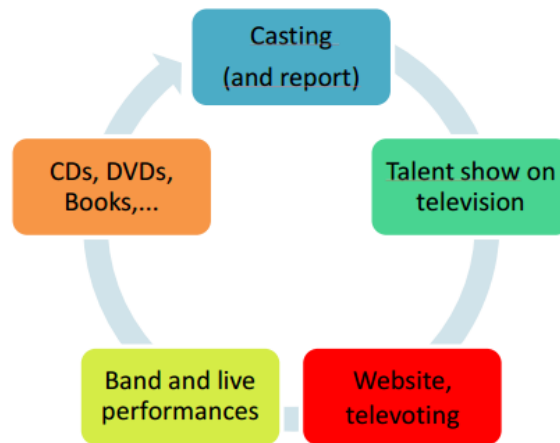 Casting
(and report)
Talent show on
television
Website,
televoting
Band and live
performances
CDs, DVDs,
Books,...